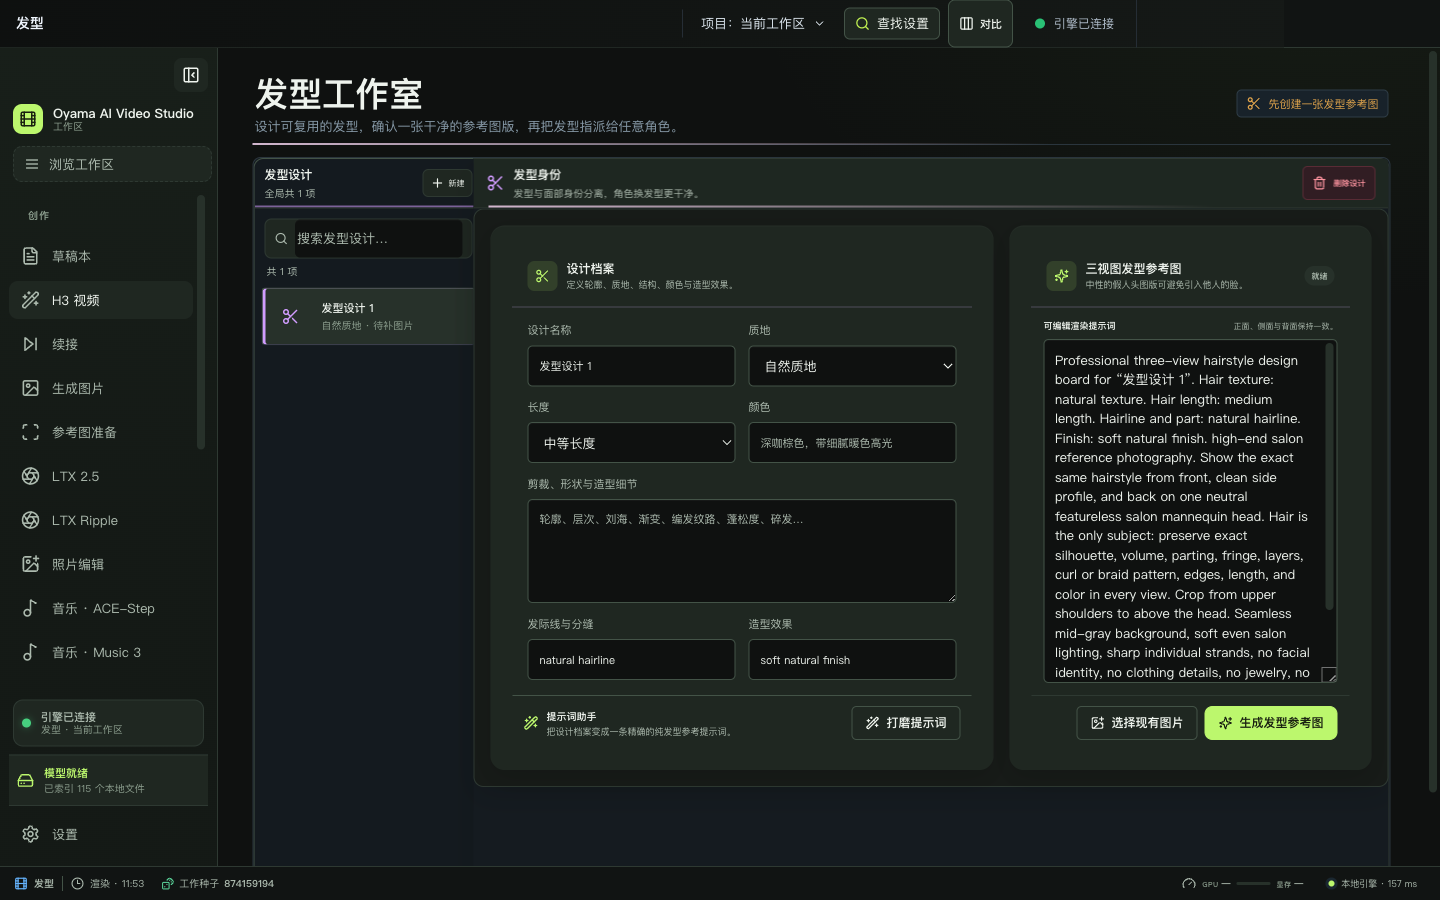 发型
项目：当前工作区
查找设置
对比
引擎已连接
Oyama AI Video Studio
工作区
浏览工作区
创作
草稿本
H3 视频
续接
生成图片
参考图准备
LTX 2.5
LTX Ripple
照片编辑
音乐 · ACE-Step
音乐 · Music 3
引擎已连接
发型 · 当前工作区
模型就绪
已索引 115 个本地文件
设置
发型工作室
设计可复用的发型，确认一张干净的参考图版，再把发型指派给任意角色。
先创建一张发型参考图
发型设计
全局共 1 项
新建
搜索发型设计...
共 1 项
发型设计 1
自然质地 · 待补图片
发型身份
发型与面部身份分离，角色换发型更干净。
删除设计
设计档案
定义轮廓、质地、结构、颜色与造型效果。
设计名称
质地
发型设计 1
自然质地
长度
颜色
中等长度
深咖棕色，带细腻暖色高光
剪裁、形状与造型细节
轮廓、层次、刘海、渐变、编发纹路、蓬松度、碎发...
发际线与分缝
造型效果
natural hairline
soft natural finish
提示词助手
把设计档案变成一条精确的纯发型参考提示词。
打磨提示词
三视图发型参考图
中性的假人头图版可避免引入他人的脸。
就绪
可编辑渲染提示词
正面、侧面与背面保持一致。
Professional three-view hairstyle design
board for “发型设计 1”. Hair texture:
natural texture. Hair length: medium
length. Hairline and part: natural hairline.
Finish: soft natural finish. high-end salon
reference photography. Show the exact
same hairstyle from front, clean side
profile, and back on one neutral
featureless salon mannequin head. Hair is
the only subject: preserve exact
silhouette, volume, parting, fringe, layers,
curl or braid pattern, edges, length, and
color in every view. Crop from upper
shoulders to above the head. Seamless
mid-gray background, soft even salon
lighting, sharp individual strands, no facial
identity, no clothing details, no jewelry, no
选择现有图片
生成发型参考图
发型
渲染 · 11:53
工作种子 874159194
GPU —
显存 —
本地引擎 · 157 ms